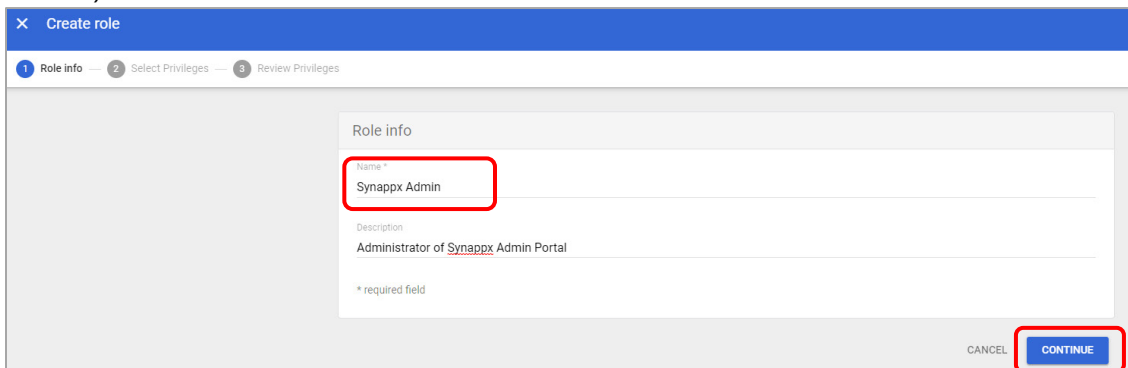 × Create role
1 Role info — 2 Select Privileges — 3 Review Privileges
Role info
Name *
Synappx Admin
Description
Administrator of Synappx Admin Portal
* required field
CANCEL CONTINUE